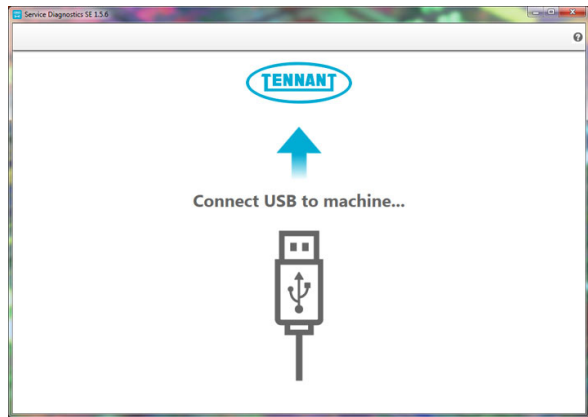 Service Diagnostics SE 1.5.6
TENNANT
Connect USB to machine...